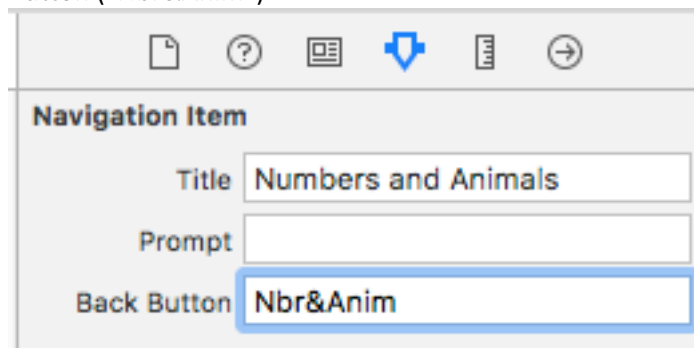 Navigation Item
Title Numbers and Animals
Prompt
Back Button Nbr&Anim